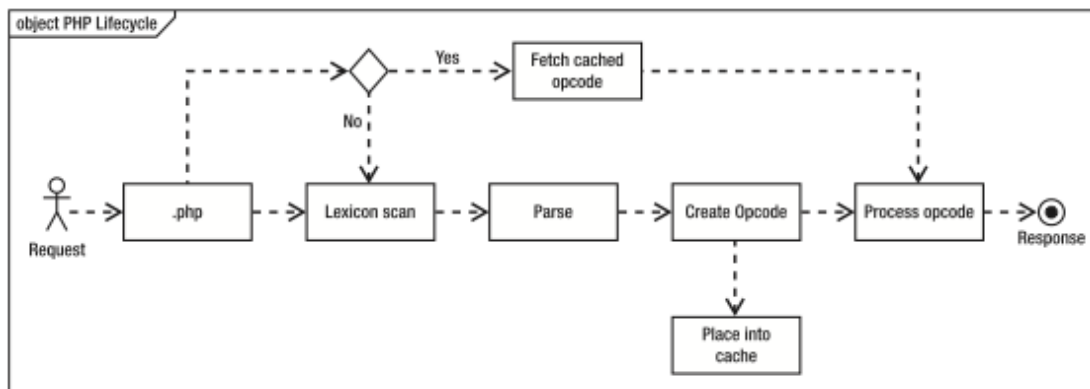 object PHP Lifecycle
Yes
Fetch cached
opcode
No
.php
Lexicon scan
Parse
Create Opcode
Process opcode
Request
Response
Place into
cache